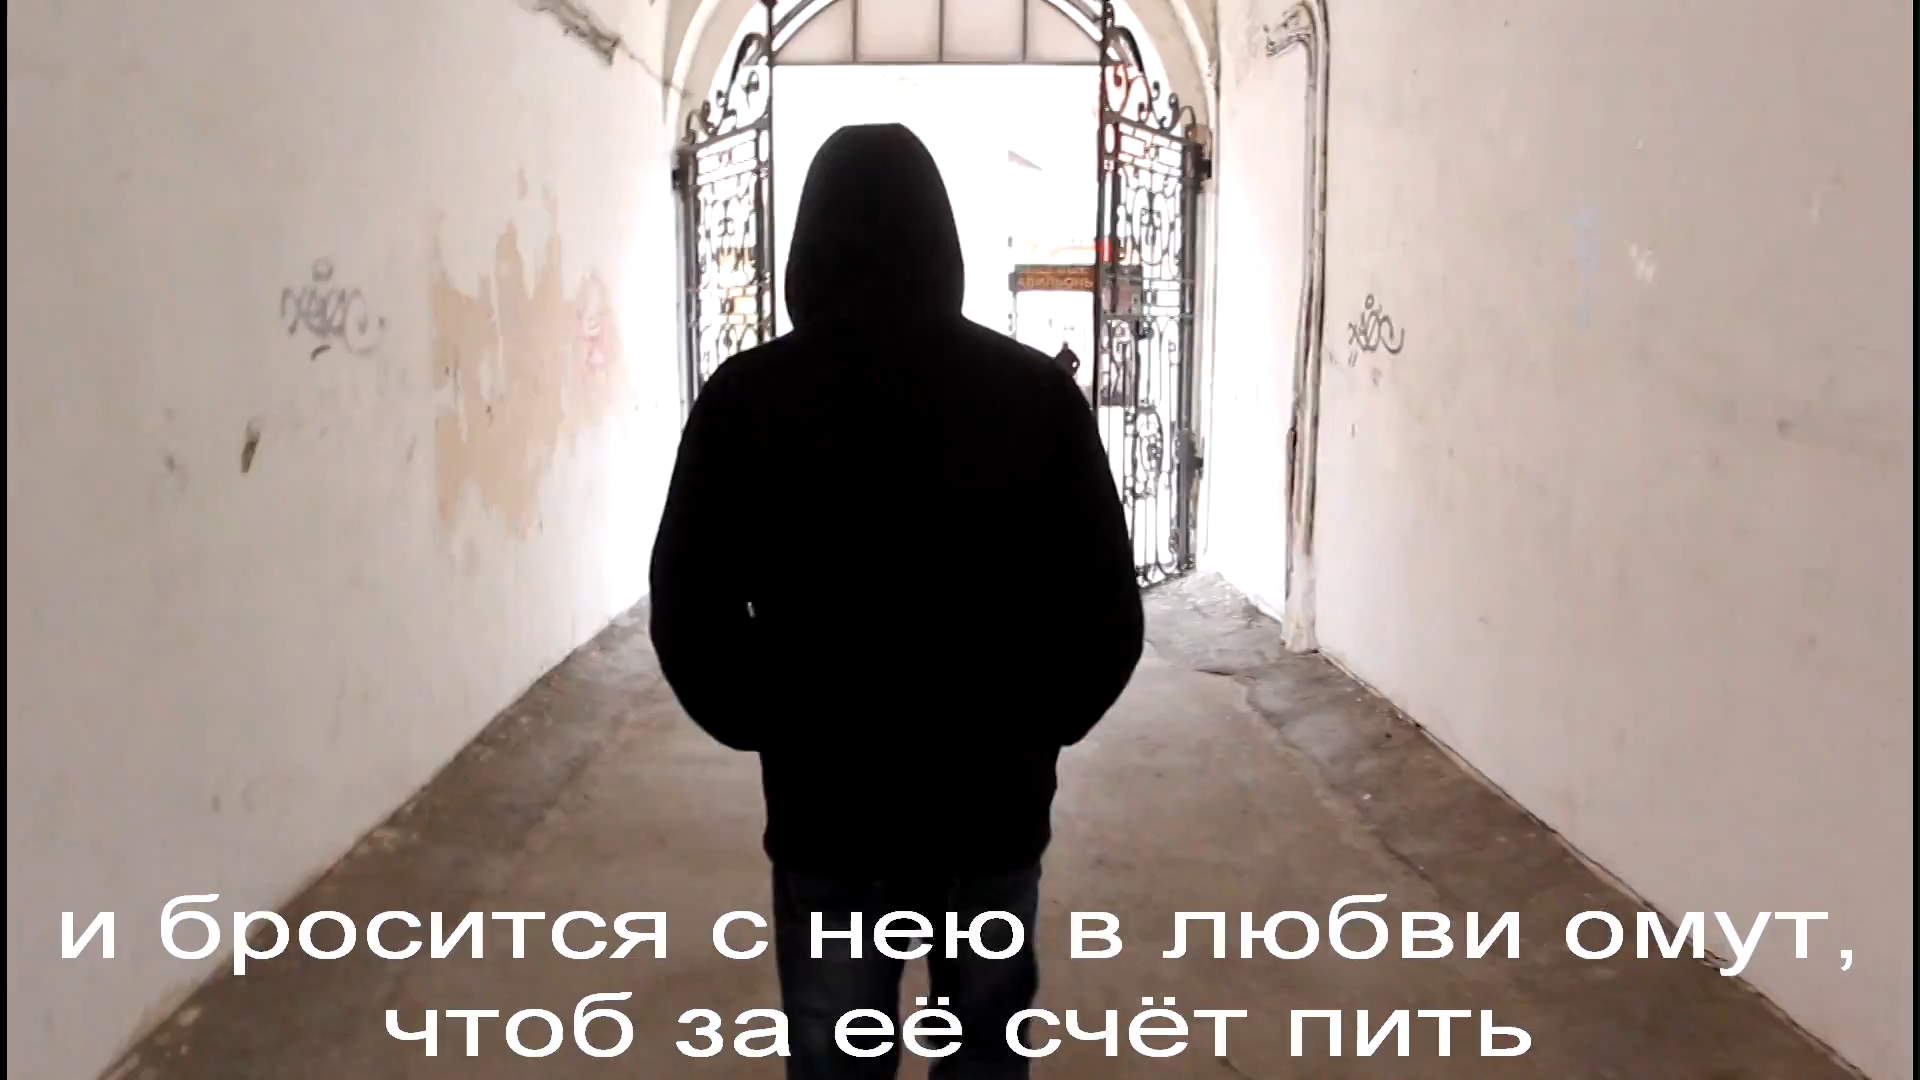 и бросится с нею в любви омут,
чтоб за её счёт пить